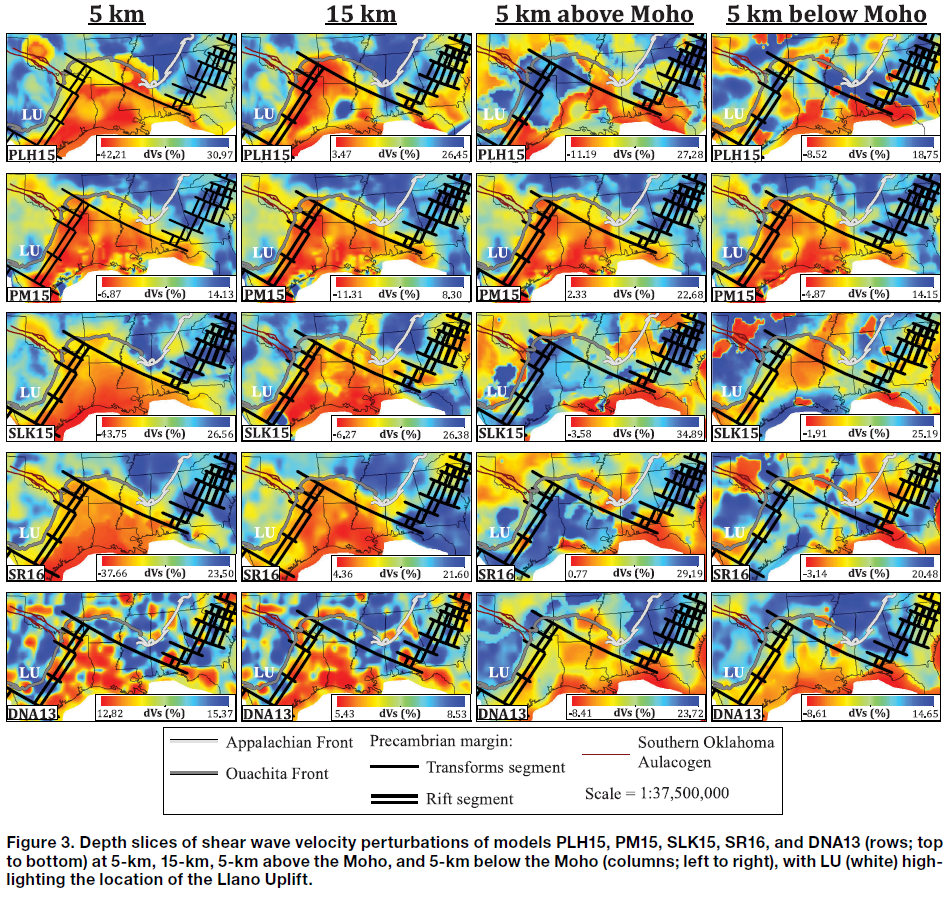 5 km 15 km 5 km above Moho 5 km below Moho
LU LU LU LU
-42.21 dVs (%) 30.97 3.47 dVs (%) 26.45 -11.19 dVs (%) 27.28 -8.52 dVs (%) 18.75
PLH15 PLH15 PLH15 PLH15
LU LU LU LU
-6.87 dVs (%) 14.13 -11.31 dVs (%) 8.30 2.33 dVs (%) 22.68 -4.87 dVs (%) 14.15
PM15 PM15 PM15 PM15
LU LU LU LU
-43.75 dVs (%) 26.56 -6.27 dVs (%) 26.38 -3.58 dVs (%) 34.89 -1.91 dVs (%) 25.19
SLK15 SLK15 SLK15 SLK15
LU LU LU LU
-37.66 dVs (%) 23.50 4.36 dVs (%) 21.60 0.77 dVs (%) 29.19 -3.14 dVs (%) 20.48
SR16 SR16 SR16 SR16
LU LU LU LU
12.82 dVs (%) 15.37 5.43 dVs (%) 8.53 -8.41 dVs (%) 23.72 -8.61 dVs (%) 14.65
DNA13 DNA13 DNA13 DNA13
Appalachian Front
Ouachita Front
Precambrian margin:
Transforms segment
Rift segment
Southern Oklahoma
Aulacogen
Scale = 1:37,500,000
Figure 3. Depth slices of shear wave velocity perturbations of models PLH15, PM15, SLK15, SR16, and DNA13 (rows; top
to bottom) at 5-km, 15-km, 5-km above the Moho, and 5-km below the Moho (columns; left to right), with LU (white) high-
lighting the location of the Llano Uplift.